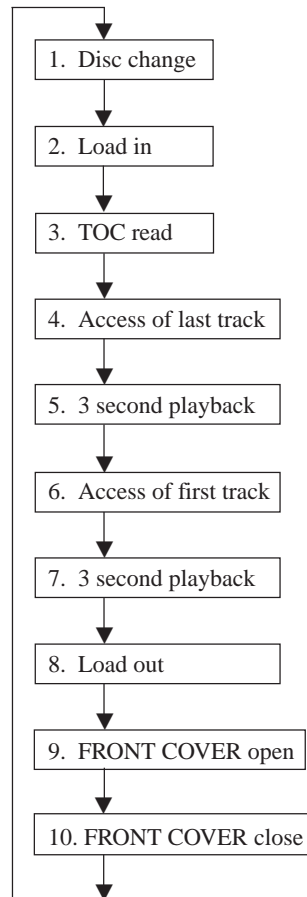 1. Disc change
2. Load in
3. TOC read
4. Access of last track
5. 3 second playback
6. Access of first track
7. 3 second playback
8. Load out
9. FRONT COVER open
10. FRONT COVER close